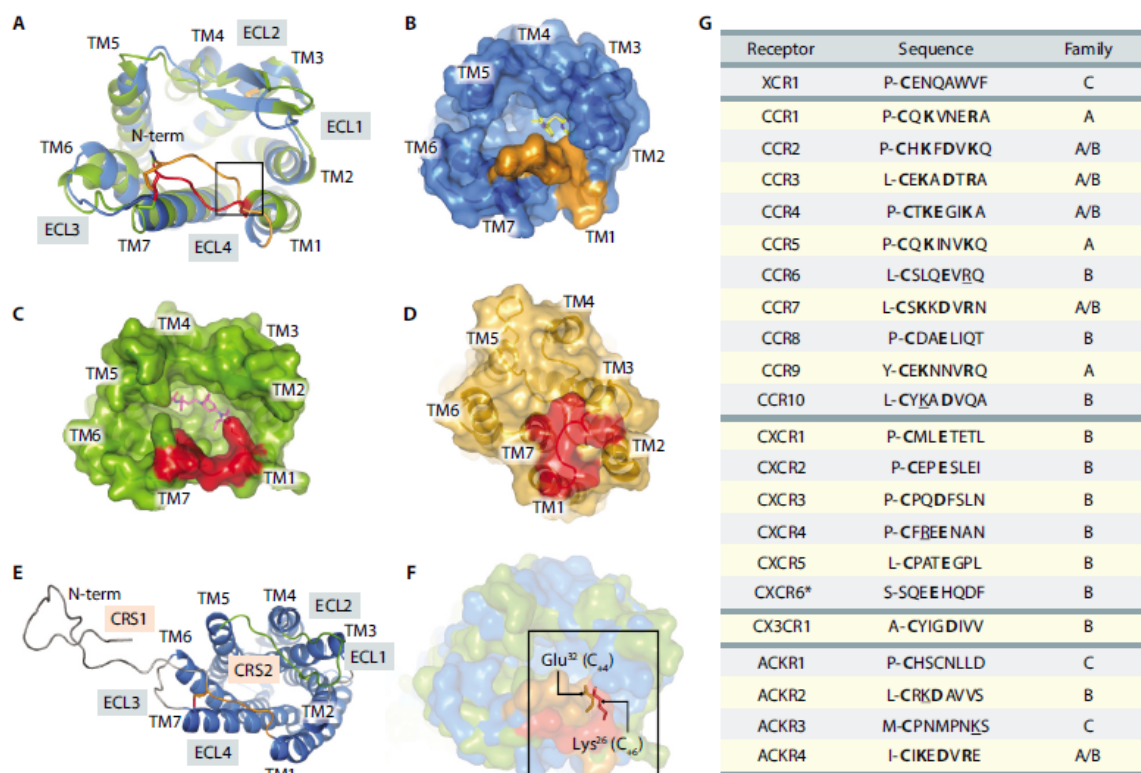 A
TM5
TM4
ECL2
TM3
ECL1
N-term
TM6
TM2
ECL3
TM7
ECL4
TM1
B
TM4
TM3
TM5
TM6
TM2
TM7
TM1
C
TM4
TM3
TM5
TM2
TM6
TM1
TM7
D
TM4
TM5
TM3
TM6
TM7
TM2
TM1
E
N-term
CRS1
TM5
TM4
ECL2
TM3
TM6
CRS2
ECL1
ECL3
TM2
TM7
ECL4
TM1
F
Glu³² (C₊₄)
Lys²⁶ (C₊₆)
G
Receptor Sequence Family
XCR1 P-CENQAWVF C
CCR1 P-CQKVNERA A
CCR2 P-CHKFDVKQ A/B
CCR3 L-CEKADTRA A/B
CCR4 P-CTKEGIKA A/B
CCR5 P-CQKINVKQ A
CCR6 L-CSLQEVRQ B
CCR7 L-CSKKDVRN A/B
CCR8 P-CDAELIQT B
CCR9 Y-CEKNNVRQ A
CCR10 L-CYKADVQA B
CXCR1 P-CMLETETL B
CXCR2 P-CEPESLEI B
CXCR3 P-CPQDFSLN B
CXCR4 P-CFREENAN B
CXCR5 L-CPATEGPL B
CXCR6* S-SQEEHQDF B
CX3CR1 A-CYIGDIVV B
ACKR1 P-CHSCNLLD C
ACKR2 L-CRKDAVVS B
ACKR3 M-CPNMPNKS C
ACKR4 I-CIKEDVRE A/B